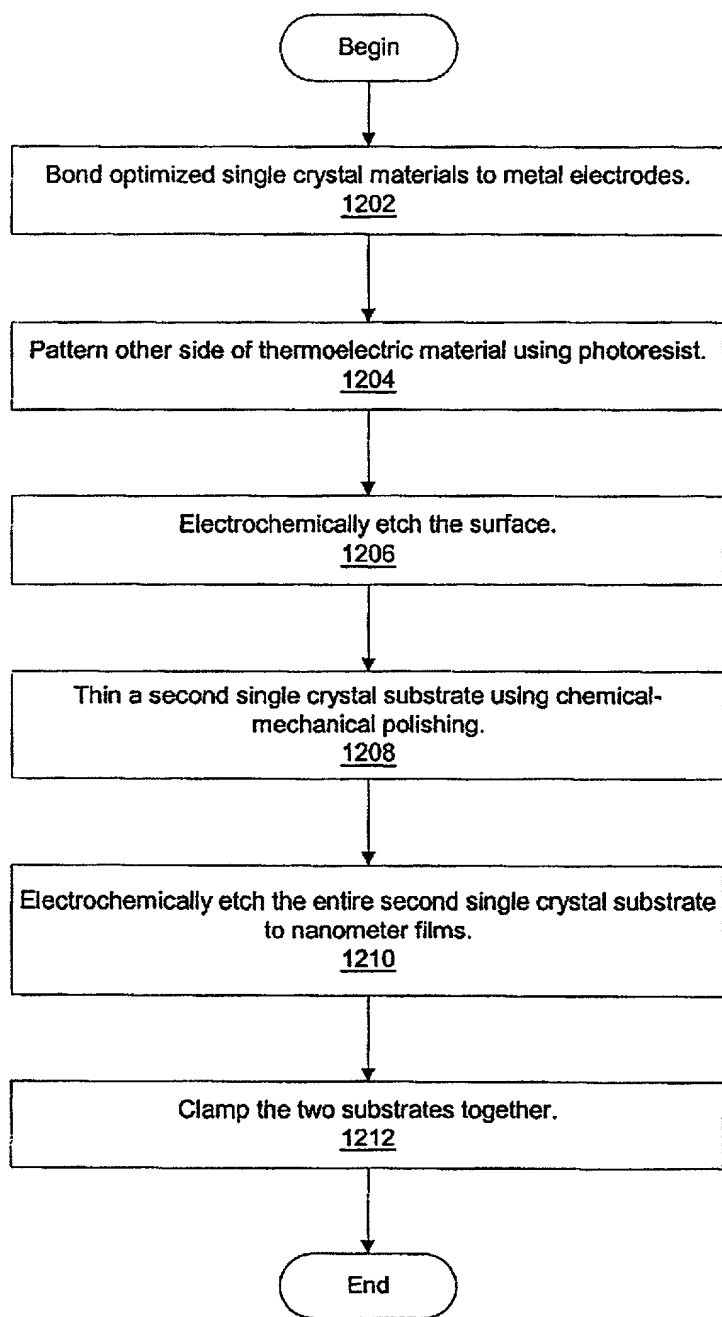 Begin
Bond optimized single crystal materials to metal electrodes.
1202
Pattern other side of thermoelectric material using photoresist.
1204
Electrochemically etch the surface.
1206
Thin a second single crystal substrate using chemical-
mechanical polishing.
1208
Electrochemically etch the entire second single crystal substrate
to nanometer films.
1210
Clamp the two substrates together.
1212
End